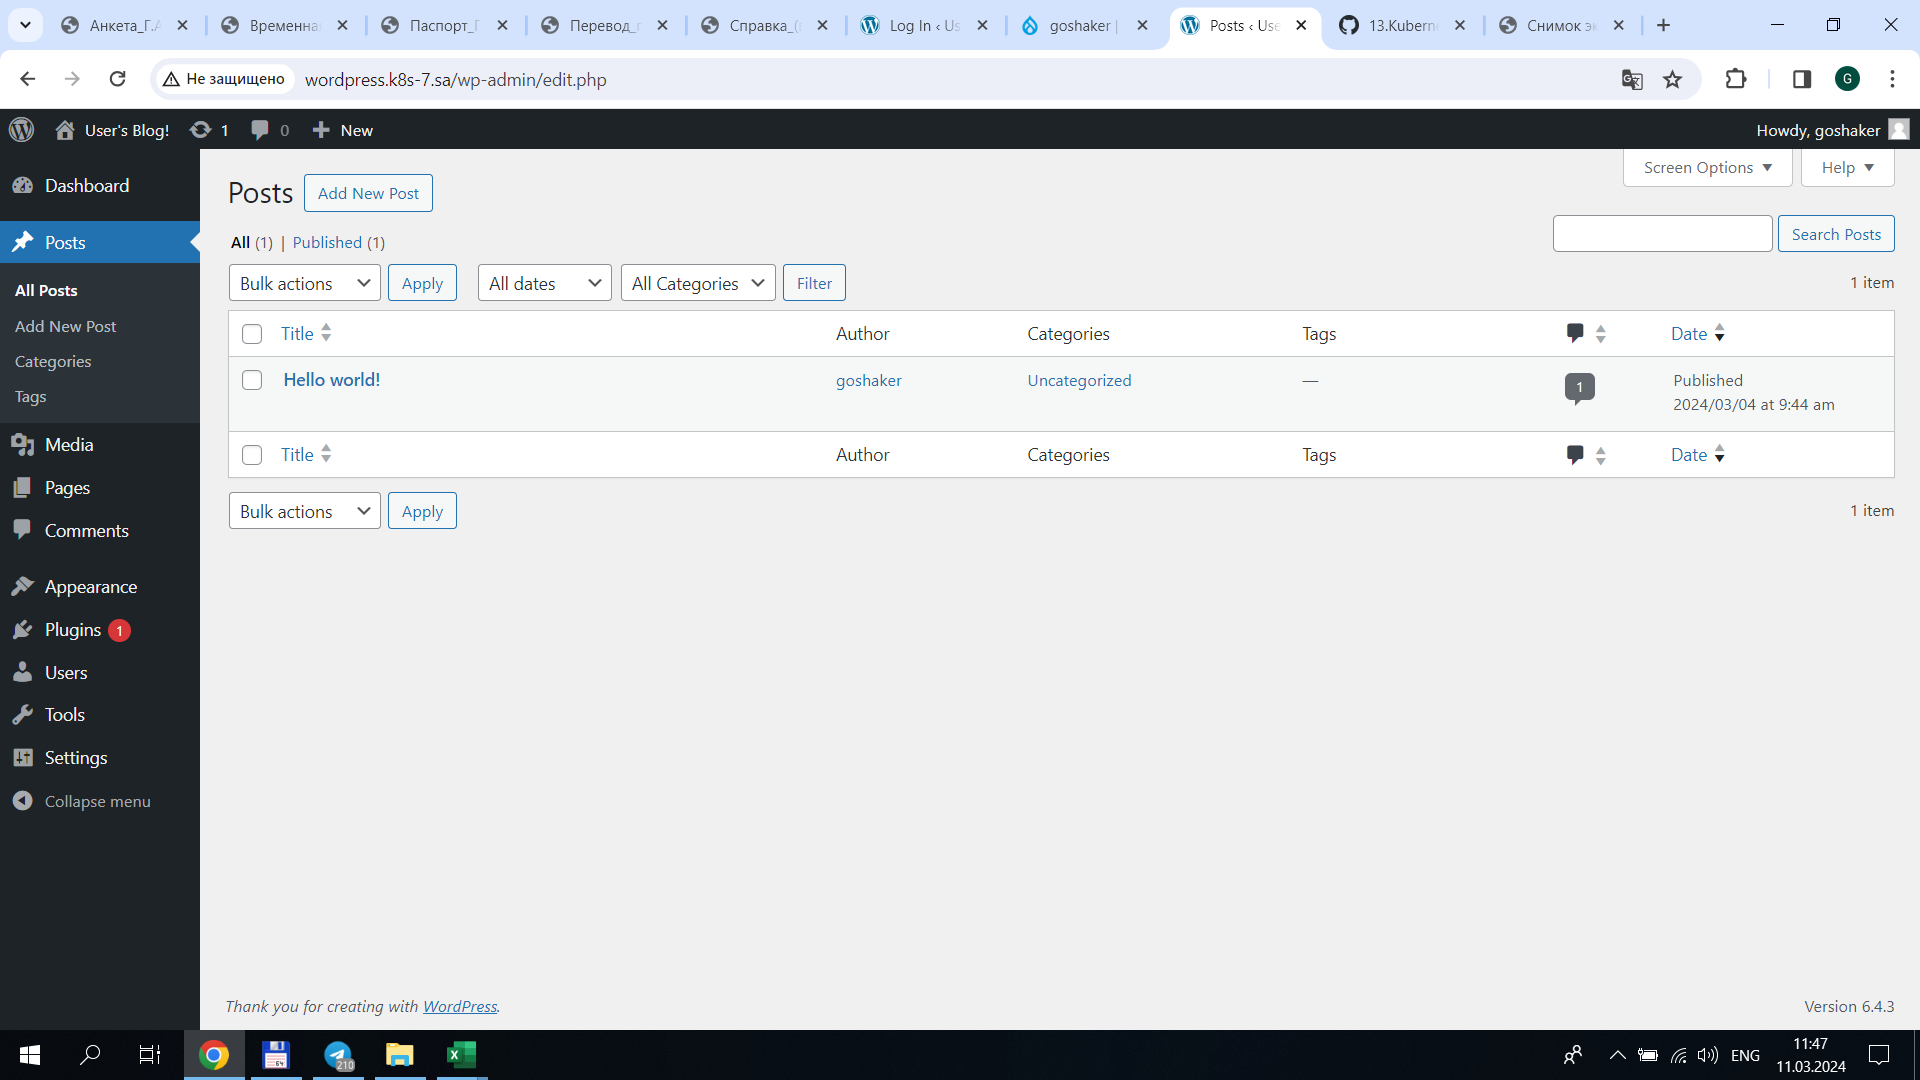 Анкета_Г.А
Временна
Паспорт_Г
Перевод_
Справка_(
Log In ‹ Us
goshaker |
Posts ‹ Use
13.Kuberne
Снимок эк
Не защищено
wordpress.k8s-7.sa/wp-admin/edit.php
G
User's Blog!
1
0
New
Howdy, goshaker
Dashboard
Posts
All Posts
Add New Post
Categories
Tags
Media
Pages
Comments
Appearance
Plugins 1
Users
Tools
Settings
Collapse menu
Screen Options
Help
Posts
Add New Post
All (1) | Published (1)
Search Posts
Bulk actions
Apply
All dates
All Categories
Filter
1 item
Title Author Categories Tags Date
Hello world! goshaker Uncategorized — 1 Published
2024/03/04 at 9:44 am
Title Author Categories Tags Date
Bulk actions
Apply
1 item
Thank you for creating with WordPress.
Version 6.4.3
64
210
ENG
11:47
11.03.2024